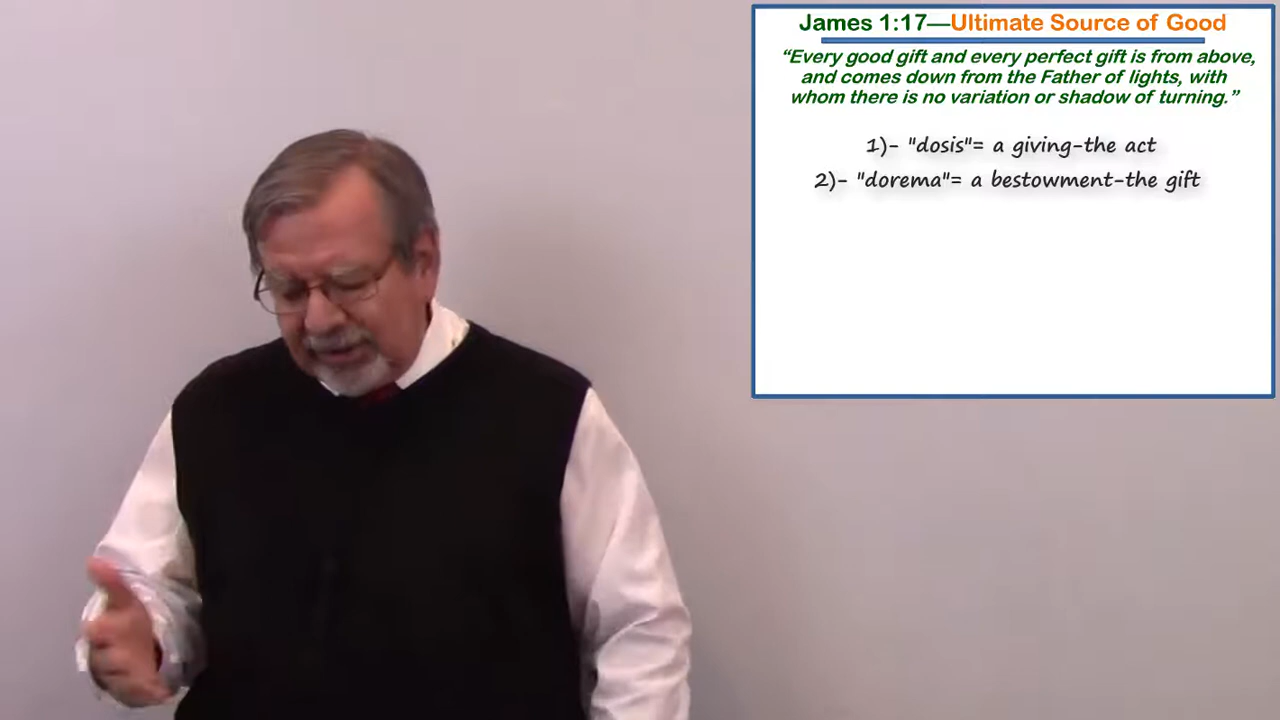 James 1:17—Ultimate Source of Good
“Every good gift and every perfect gift is from above,
and comes down from the Father of lights, with
whom there is no variation or shadow of turning.”
1)- "dosis"= a giving-the act
2)- "dorema"= a bestowment-the gift